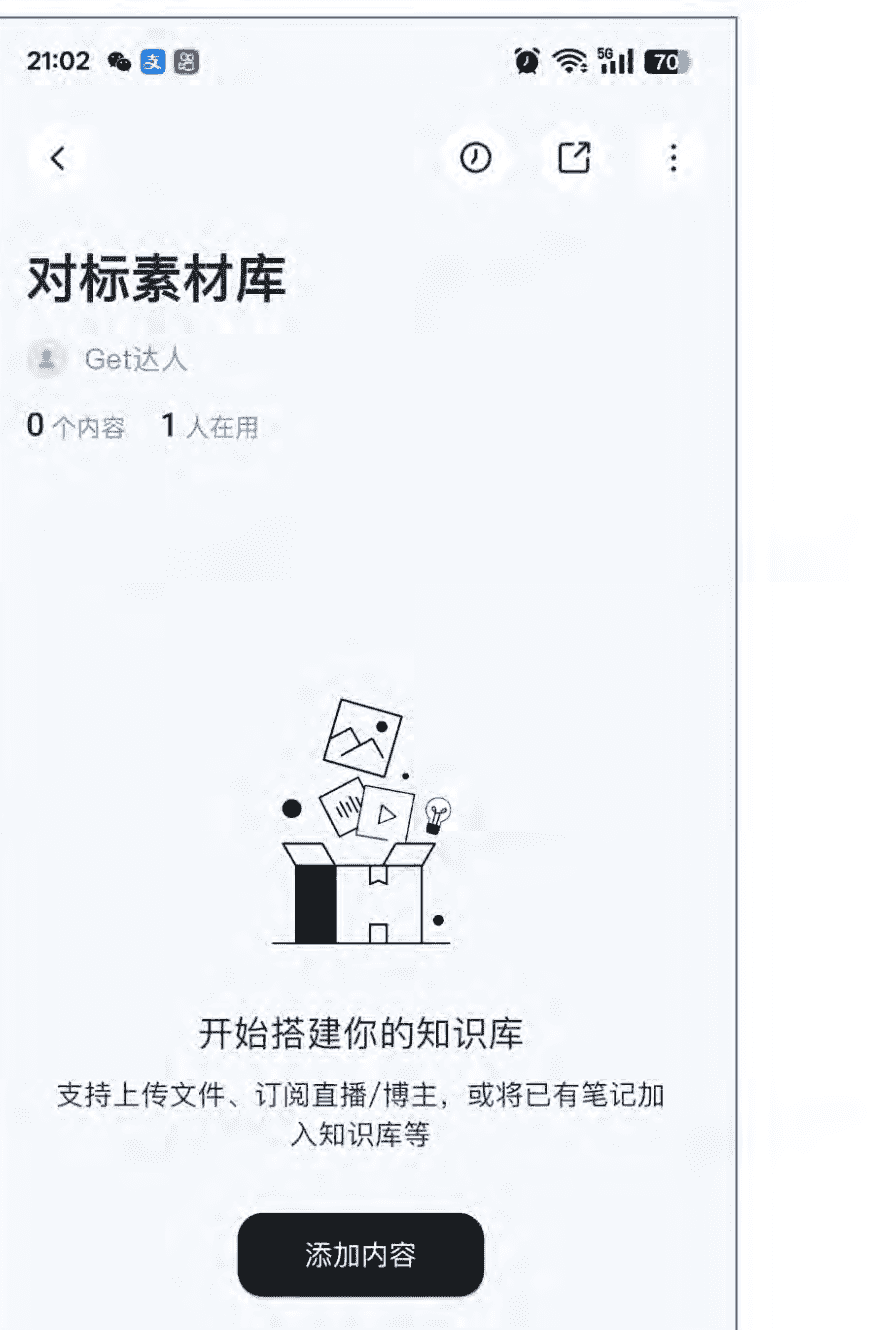 21:02 支 5G 70
对标素材库
Get达人
0 个内容 1 人在用
开始搭建你的知识库
支持上传文件、订阅直播/博主，或将已有笔记加
入知识库等
添加内容